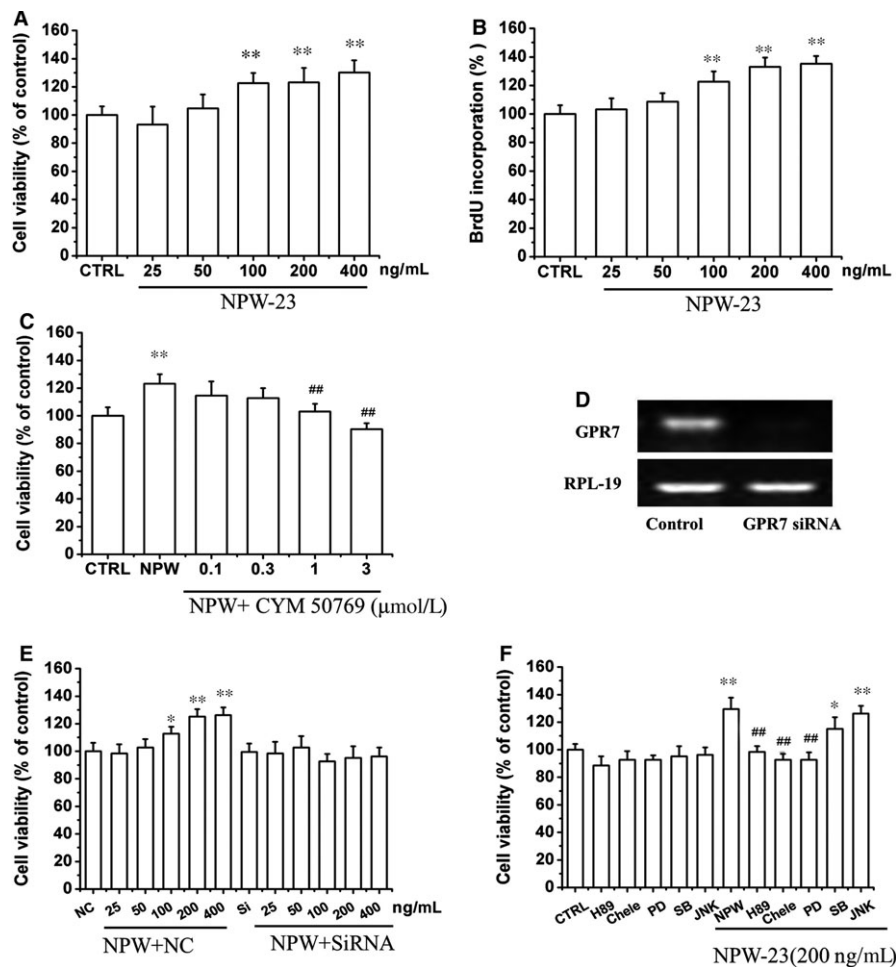 A
Cell viability (% of control)
160
140
120
100
80
60
40
20
0
** ** **
CTRL 25 50 100 200 400 ng/mL
NPW-23
B
BrdU incorporation (% )
160
140
120
100
80
60
40
20
0
** ** **
CTRL 25 50 100 200 400 ng/mL
NPW-23
C
Cell viability (% of control)
160
140
120
100
80
60
40
20
0
** ## ##
CTRL NPW 0.1 0.3 1 3
NPW+ CYM 50769 (μmol/L)
D
GPR7
RPL-19
Control GPR7 siRNA
E
Cell viability (% of control)
160
140
120
100
80
60
40
20
0
* ** **
NC 25 50 100 200 400 Si 25 50 100 200 400 ng/mL
NPW+NC NPW+SiRNA
F
Cell viability (% of control)
160
140
120
100
80
60
40
20
0
** ## ## ## * **
CTRL H89 Chele PD SB JNK NPW H89 Chele PD SB JNK
NPW-23(200 ng/mL)